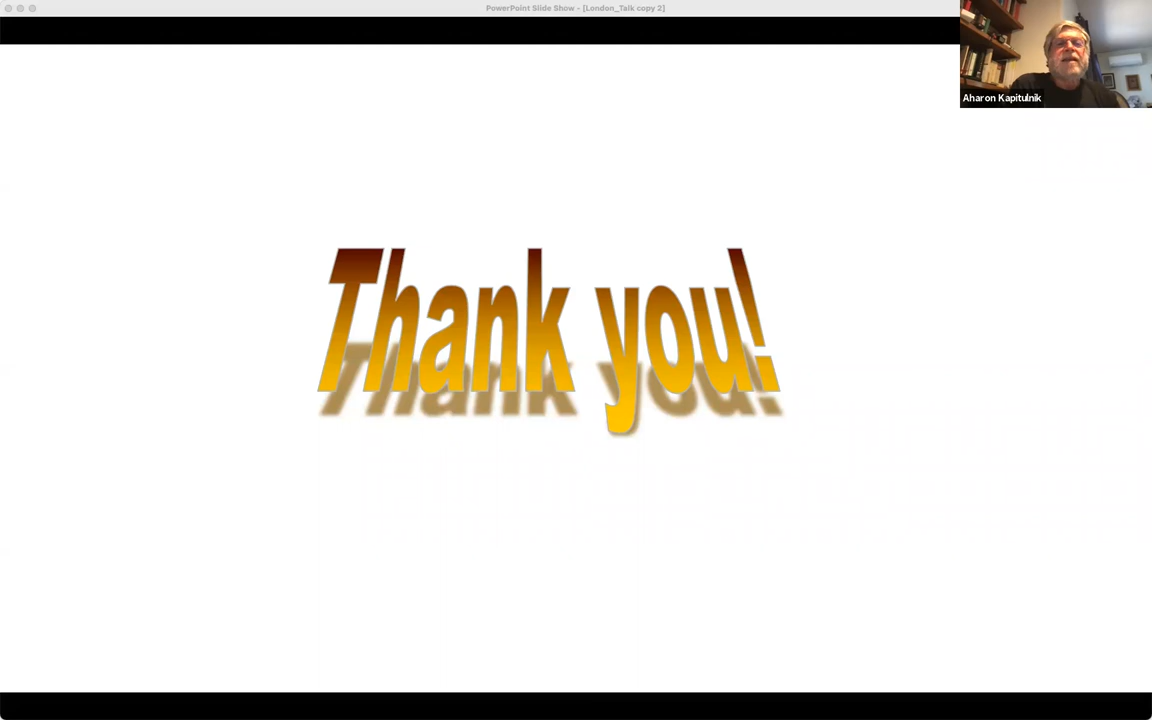 PowerPoint Slide Show - [London_Talk copy 2]
Aharon Kapitulnik
Thank you!